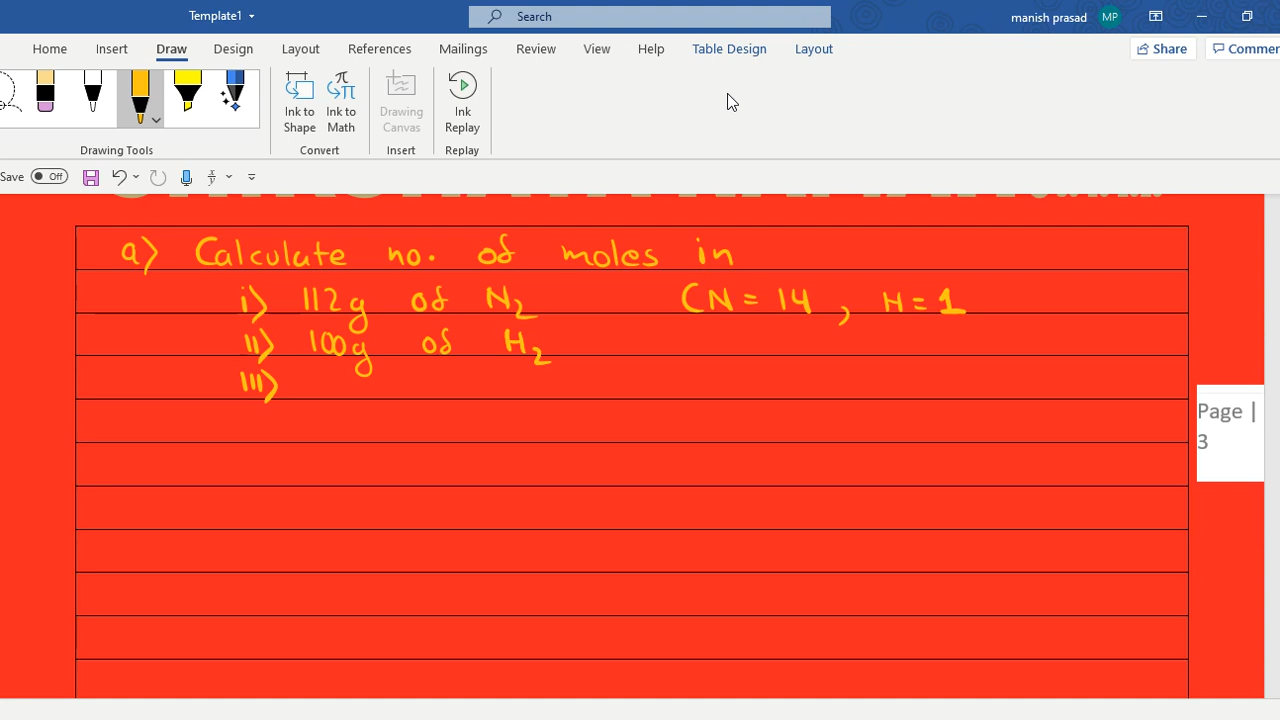 Template1
Search
manish prasad MP
Home Insert Draw Design Layout References Mailings Review View Help Table Design Layout Share Commer
Ink to Shape
Ink to Math
Drawing Canvas
Ink Replay
Drawing Tools Convert Insert Replay
Save Off
a) Calculate no. of moles in
i) 112g of N2 (N = 14 , H = 1
ii) 100g of H2
iii)
Page |
3